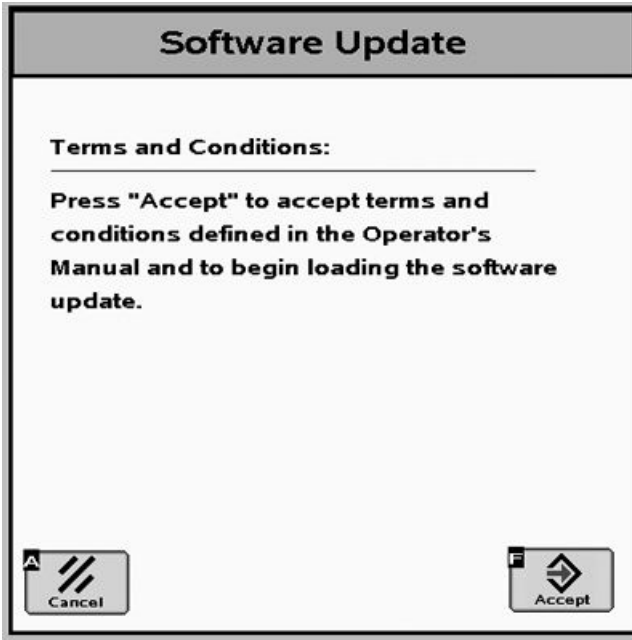 Software Update
Terms and Conditions:
Press "Accept" to accept terms and
conditions defined in the Operator's
Manual and to begin loading the software
update.
A
Cancel
F
Accept